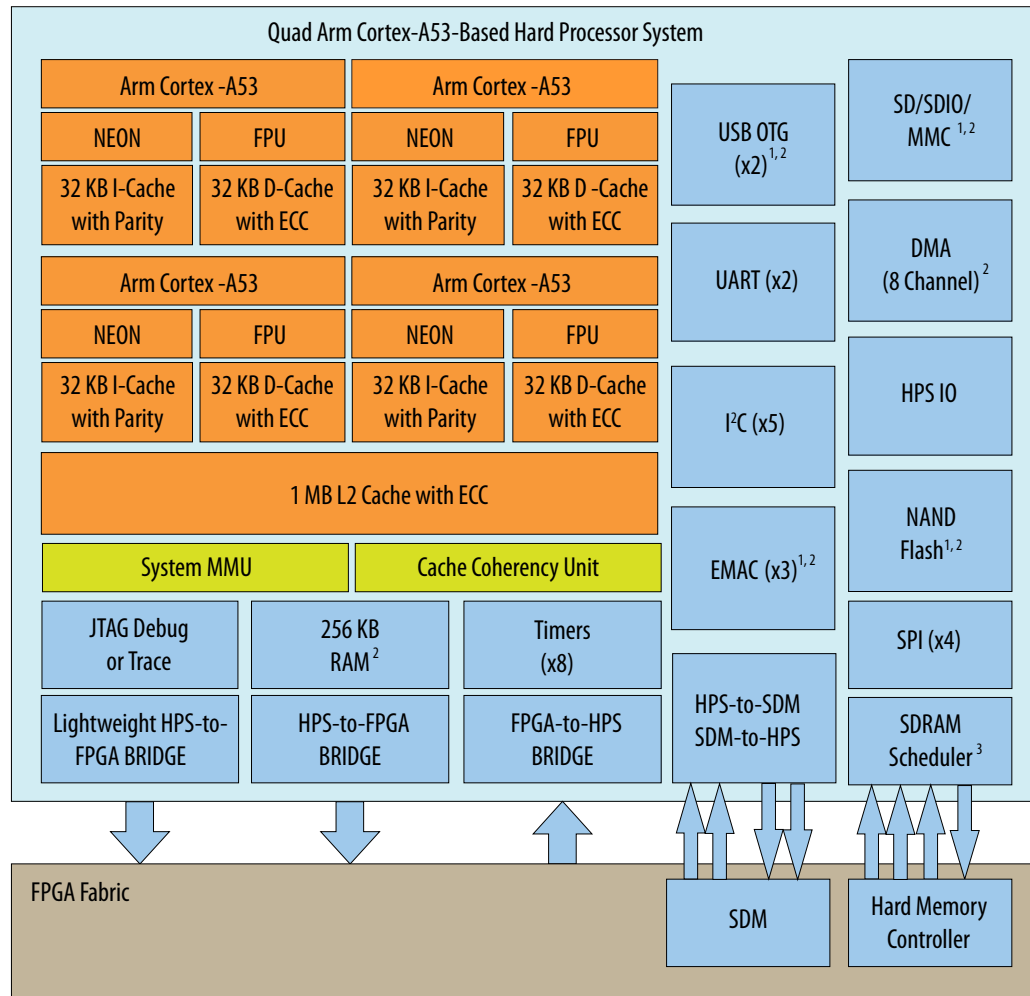 Quad Arm Cortex-A53-Based Hard Processor System
Arm Cortex -A53
Arm Cortex -A53
NEON
FPU
NEON
FPU
32 KB I-Cache
with Parity
32 KB D-Cache
with ECC
32 KB I-Cache
with Parity
32 KB D -Cache
with ECC
Arm Cortex -A53
Arm Cortex -A53
NEON
FPU
NEON
FPU
32 KB I-Cache
with Parity
32 KB D-Cache
with ECC
32 KB I-Cache
with Parity
32 KB D-Cache
with ECC
1 MB L2 Cache with ECC
System MMU
Cache Coherency Unit
JTAG Debug
or Trace
256 KB
RAM 2
Timers
(x8)
Lightweight HPS-to-
FPGA BRIDGE
HPS-to-FPGA
BRIDGE
FPGA-to-HPS
BRIDGE
USB OTG
(x2) 1, 2
UART (x2)
I²C (x5)
EMAC (x3) 1, 2
HPS-to-SDM
SDM-to-HPS
SD/SDIO/
MMC 1, 2
DMA
(8 Channel) 2
HPS IO
NAND
Flash 1, 2
SPI (x4)
SDRAM
Scheduler 3
FPGA Fabric
SDM
Hard Memory
Controller